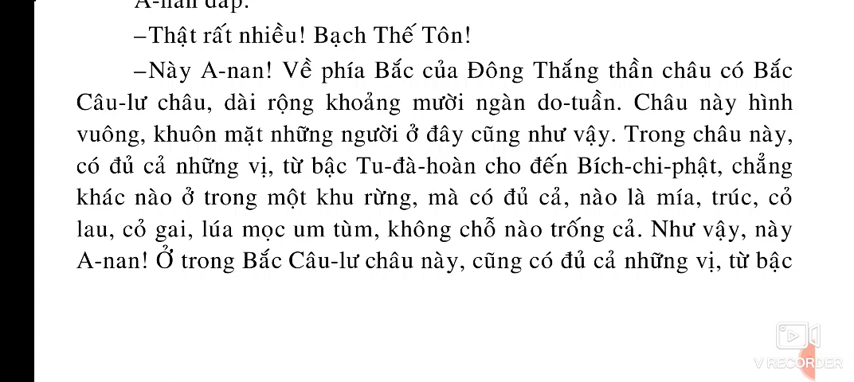 A-nan đáp:
–Thật rất nhiều! Bạch Thế Tôn!
–Này A-nan! Về phía Bắc của Đông Thắng thần châu có Bắc
Câu-lư châu, dài rộng khoảng mười ngàn do-tuần. Châu này hình
vuông, khuôn mặt những người ở đây cũng như vậy. Trong châu này,
có đủ cả những vị, từ bậc Tu-đà-hoàn cho đến Bích-chi-phật, chẳng
khác nào ở trong một khu rừng, mà có đủ cả, nào là mía, trúc, cỏ
lau, cỏ gai, lúa mọc um tùm, không chỗ nào trống cả. Như vậy, này
A-nan! Ở trong Bắc Câu-lư châu này, cũng có đủ cả những vị, từ bậc
V RECORDER